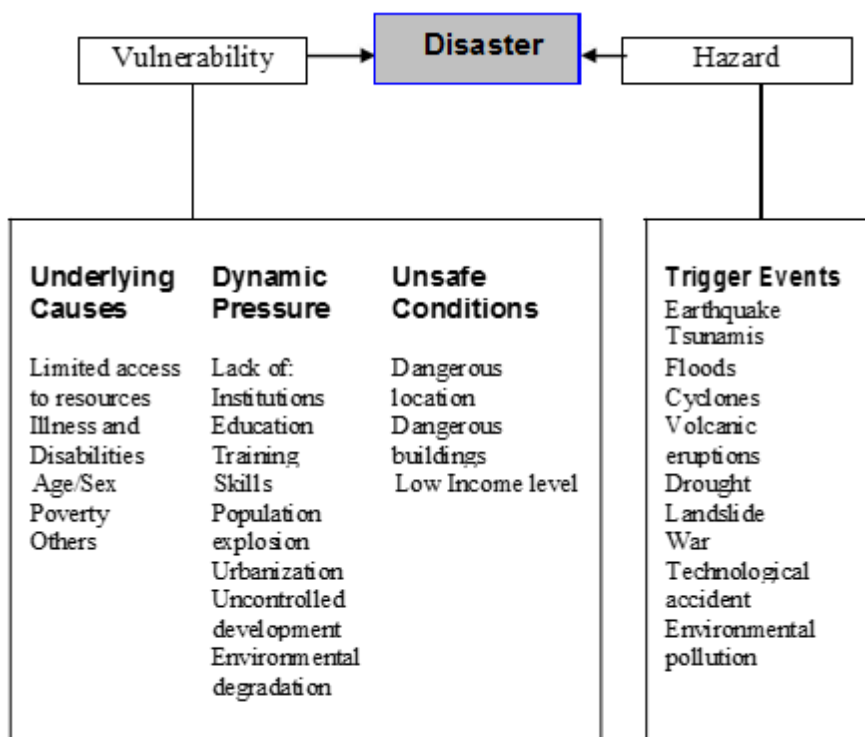 Vulnerability
Disaster
Hazard
Underlying
Causes
Limited access
to resources
Illness and
Disabilities
Age/Sex
Poverty
Others
Dynamic
Pressure
Lack of:
Institutions
Education
Training
Skills
Population
explosion
Urbanization
Uncontrolled
development
Environmental
degradation
Unsafe
Conditions
Dangerous
location
Dangerous
buildings
Low Income level
Trigger Events
Earthquake
Tsunamis
Floods
Cyclones
Volcanic
eruptions
Drought
Landslide
War
Technological
accident
Environmental
pollution